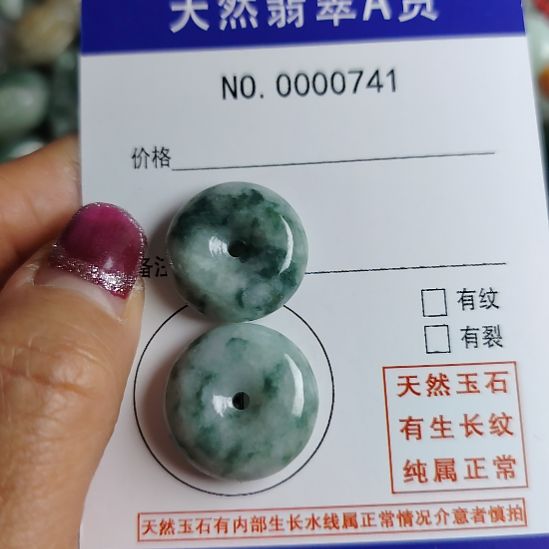 天然翡翠A货
NO. 0000741
价格
备注
有纹
有裂
天然玉石
有生长纹
纯属正常
天然玉石有内部生长水线属正常情况介意者慎拍